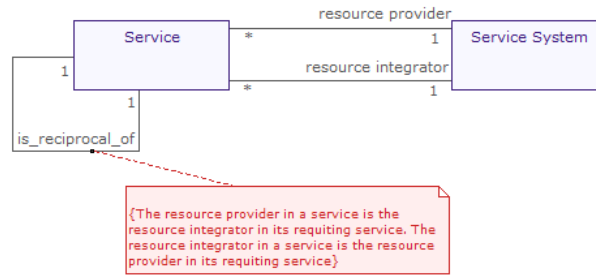 resource provider
Service
*
1
Service System
resource integrator
1
*
1
1
is_reciprocal_of
{The resource provider in a service is the
resource integrator in its requiting service. The
resource integrator in a service is the resource
provider in its requiting service}